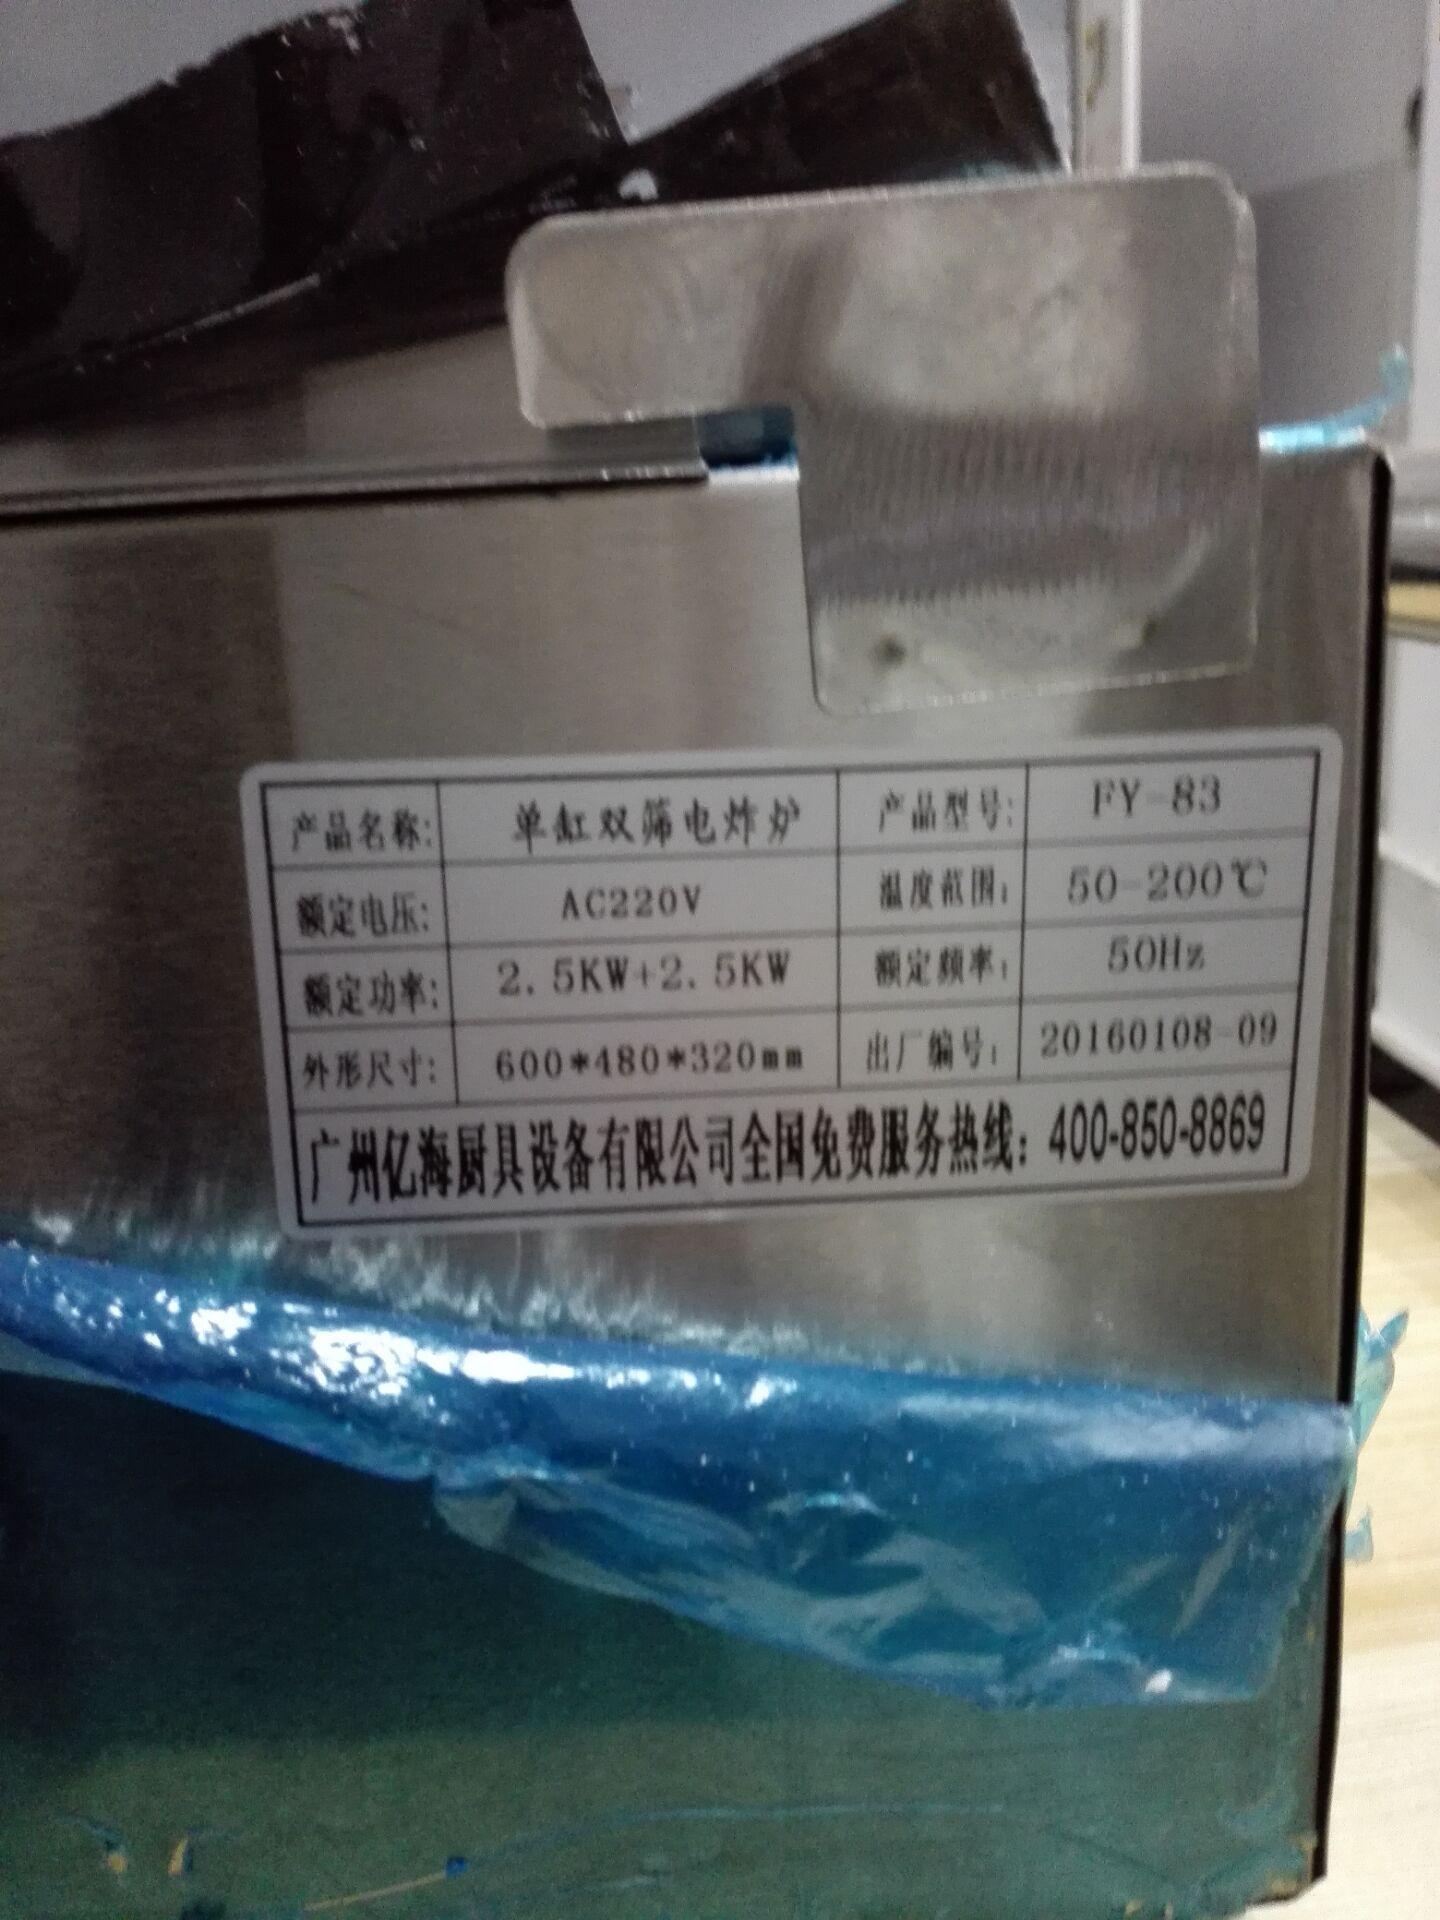 产品名称: 单缸双筛电炸炉 产品型号: FY-83
额定电压: AC220V 温度范围: 50-200℃
额定功率: 2.5KW+2.5KW 额定频率: 50Hz
外形尺寸: 600*480*320mm 出厂编号: 20160108-09
广州亿海厨具设备有限公司全国免费服务热线: 400-850-8869